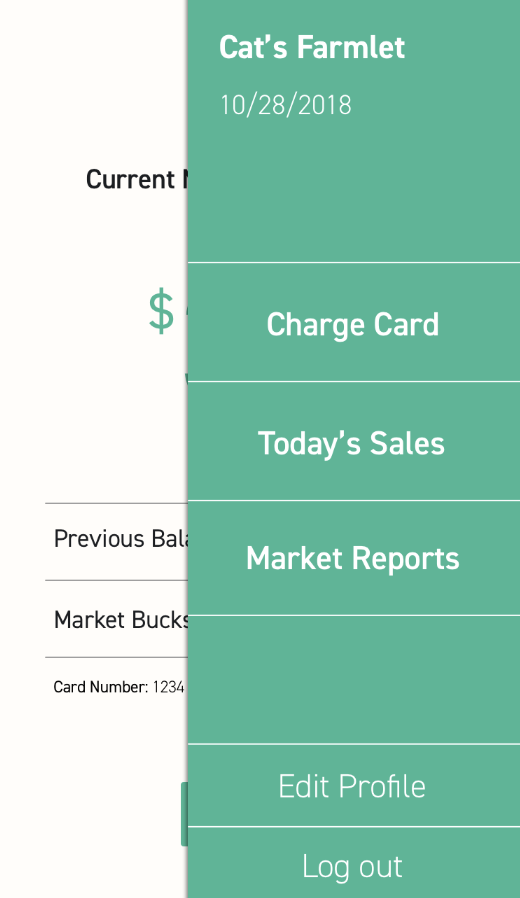 Cat's Farmlet
10/28/2018
Current
$
Charge Card
Today's Sales
Previous Bala
Market Reports
Market Bucks
Card Number: 1234
Edit Profile
Log out